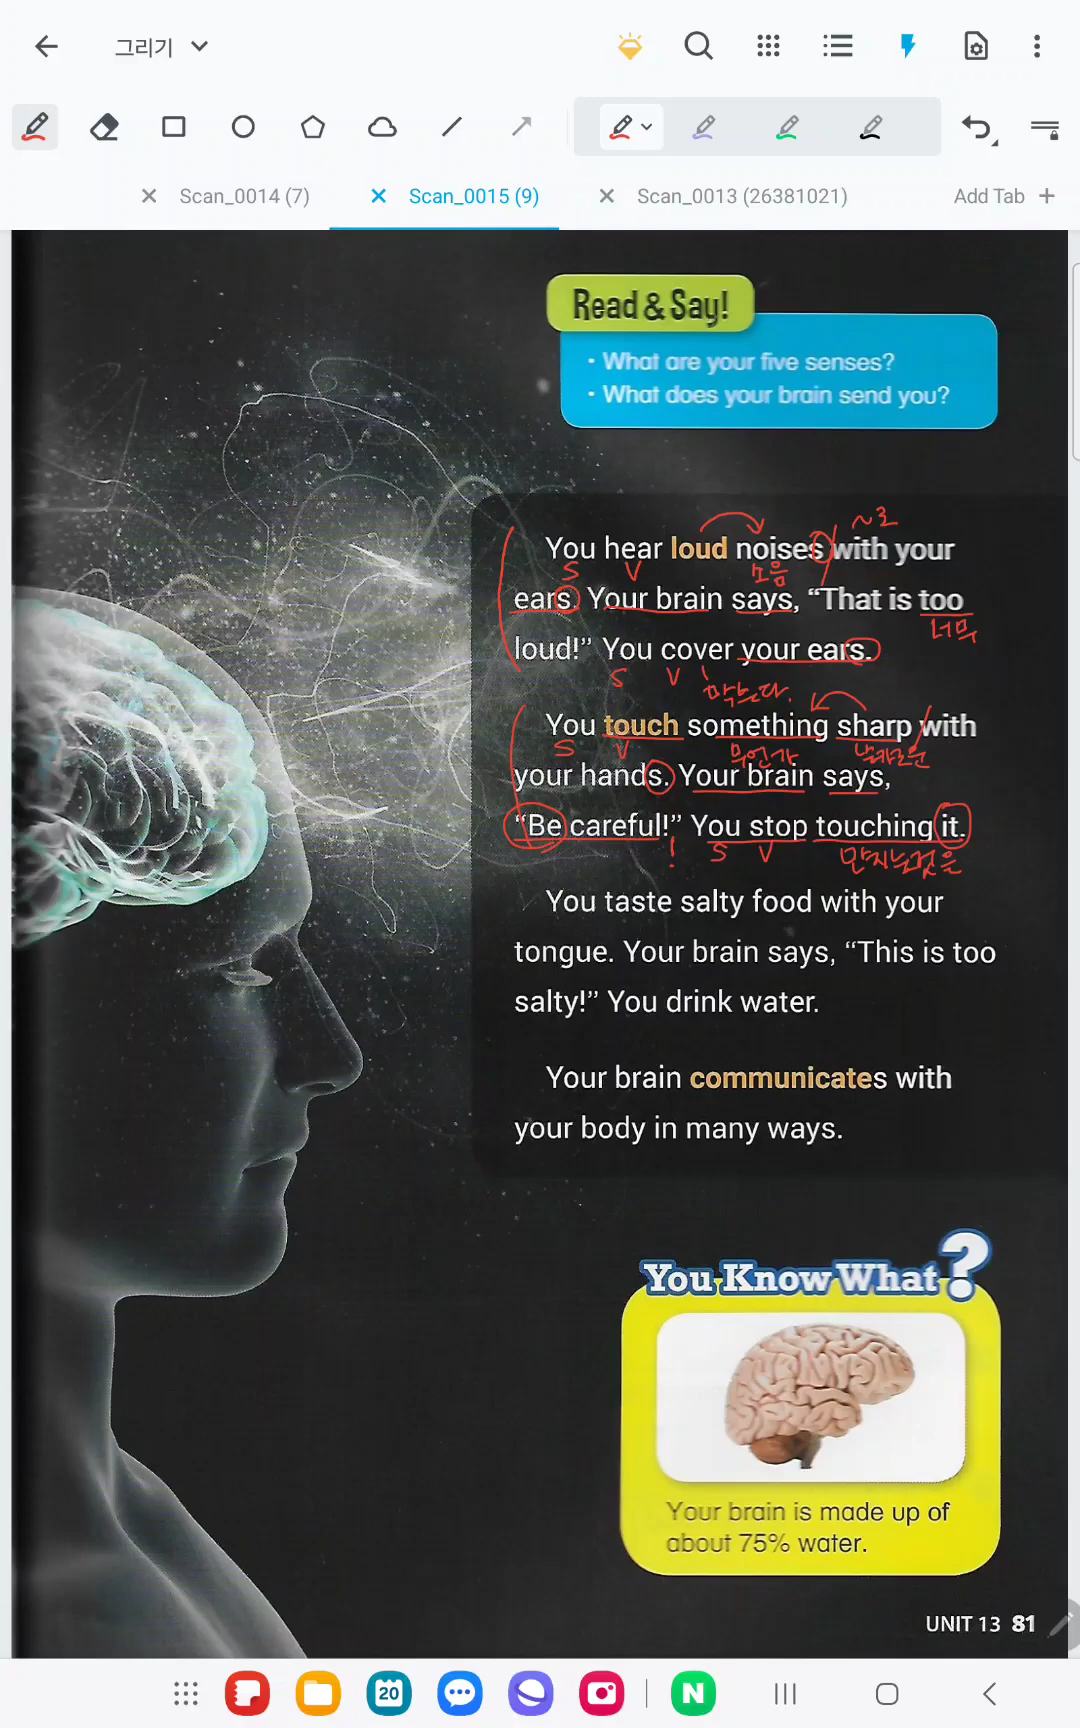 그리기
Scan_0014 (7)
Scan_0015 (9)
Scan_0013 (26381021)
Add Tab +
Read & Say!
• What are your five senses?
• What does your brain send you?
~로
You hear loud noises with your
S V 소음
ears. Your brain says, “That is too
너무
loud!” You cover your ears.
S V 막는다.
You touch something sharp with
S V 무언가 날카로운
your hands. Your brain says,
“Be careful!” You stop touching it.
! S V 만지는것을
You taste salty food with your
tongue. Your brain says, “This is too
salty!” You drink water.
Your brain communicates with
your body in many ways.
You Know What?
Your brain is made up of
about 75% water.
UNIT 13 81
20
N